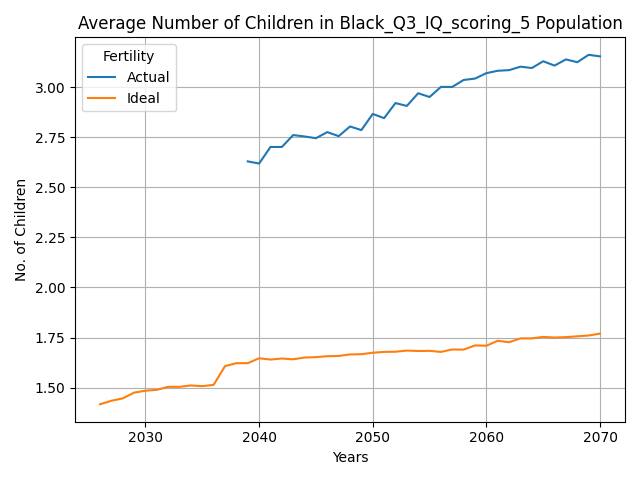 Average Number of Children in Black_Q3_IQ_scoring_5 Population
Fertility
Actual
Ideal
3.00
2.75
2.50
2.25
2.00
1.75
1.50
No. of Children
2030
2040
2050
2060
2070
Years